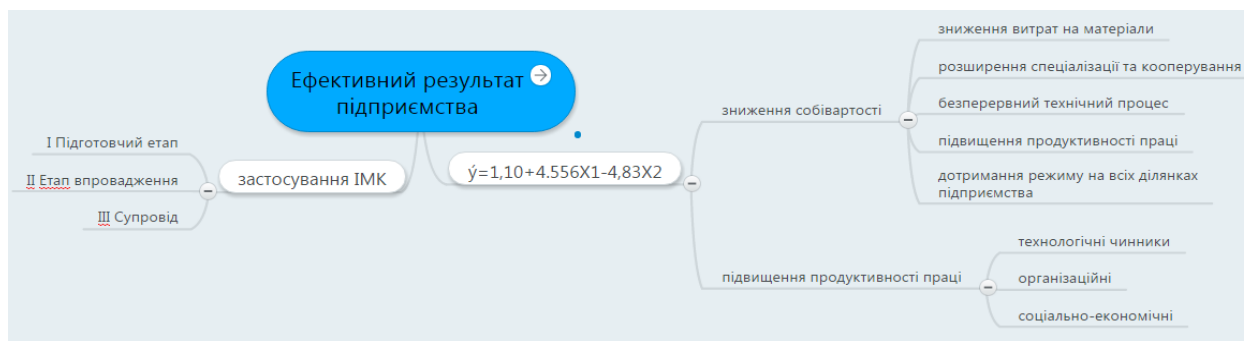 Ефективний результат
підприємства
І Підготовчий етап
ІІ Етап впровадження
ІІІ Супровід
застосування ІМК
ý=1,10+4.556X1-4,83X2
зниження собівартості
зниження витрат на матеріали
розширення спеціалізації та кооперування
безперервний технічний процес
підвищення продуктивності праці
дотримання режиму на всіх ділянках
підприємства
підвищення продуктивності праці
технологічні чинники
організаційні
соціально-економічні